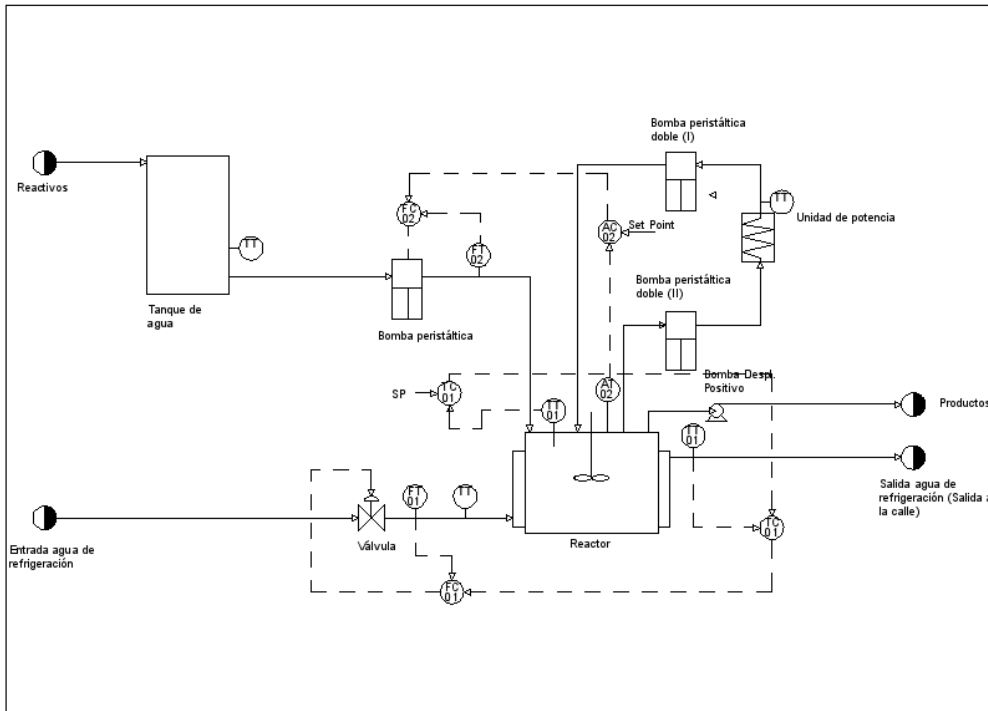 Bomba peristáltica
doble (I)
Reactivos
TT
Unidad de potencia
FC
02
AC
02
Set Point
TT
FT
02
Bomba peristáltica
doble (II)
Tanque de
agua
Bomba peristáltica
Bomba Despl.
Positivo
SP
TC
01
AT
02
Productos
TT
01
TT
01
Salida agua de
refrigeración (Salida a
la calle)
FT
01
TT
TC
01
Entrada agua de
refrigeración
Válvula
Reactor
FC
01